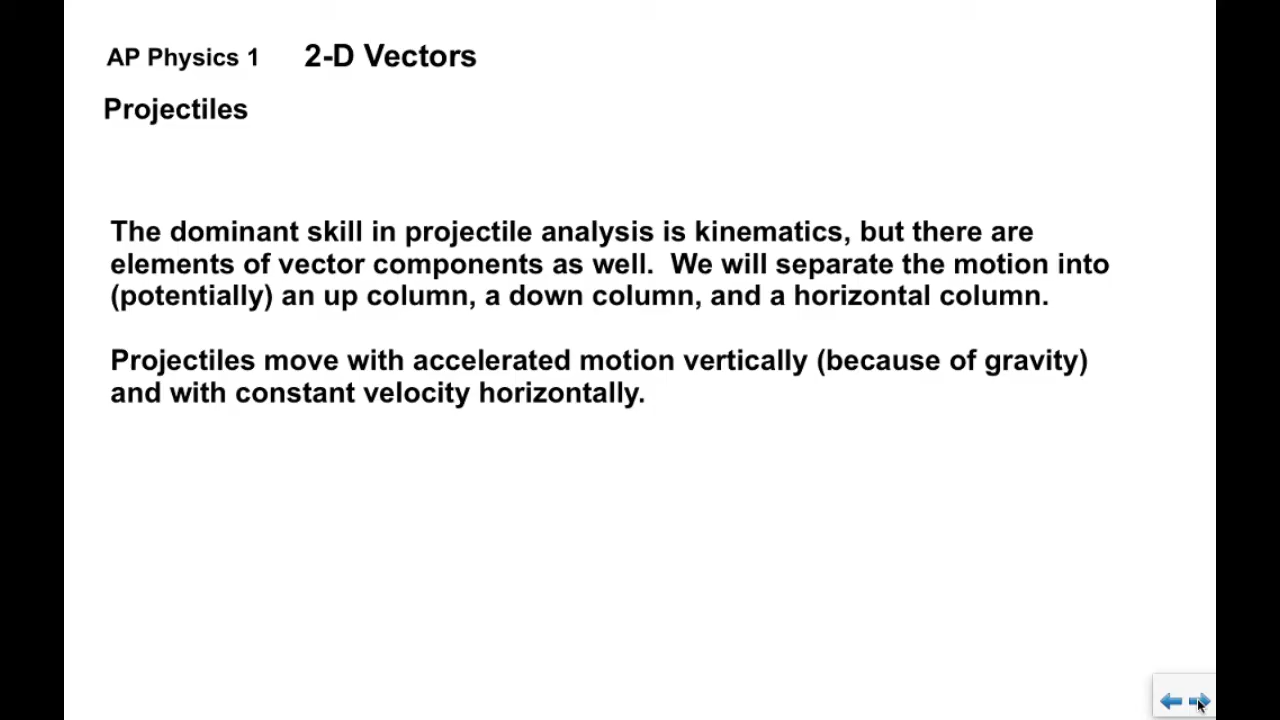 AP Physics 1 2-D Vectors
Projectiles
The dominant skill in projectile analysis is kinematics, but there are
elements of vector components as well.  We will separate the motion into
(potentially) an up column, a down column, and a horizontal column.
Projectiles move with accelerated motion vertically (because of gravity)
and with constant velocity horizontally.